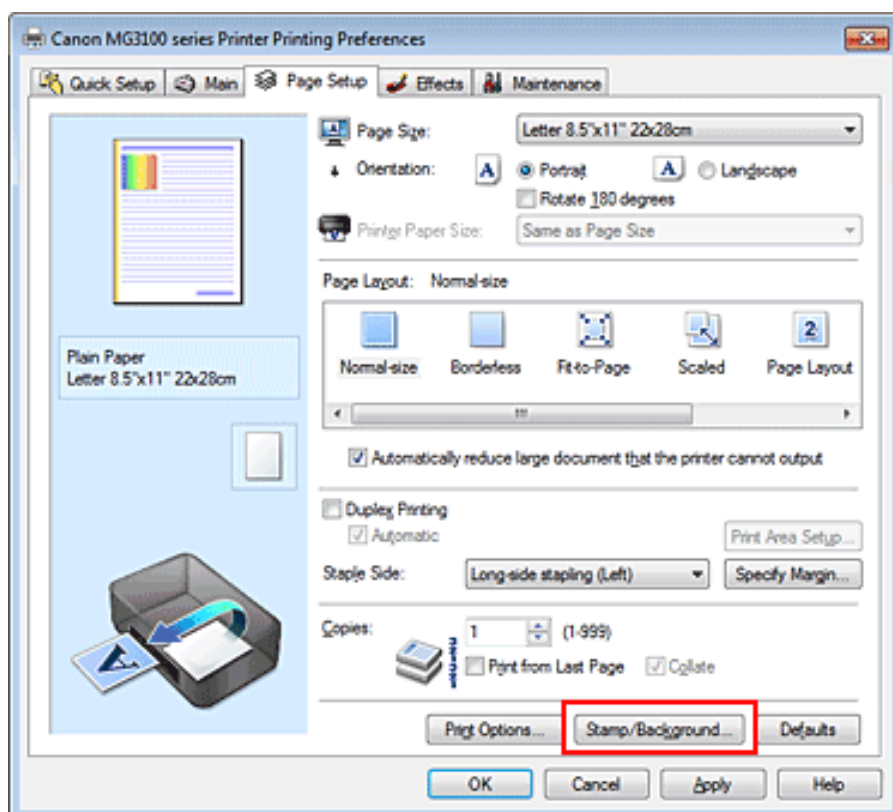 Canon MG3100 series Printer Printing Preferences
Quick Setup Main Page Setup Effects Maintenance
Page Size: Letter 8.5"x11" 22x28cm
Orientation: A Portrait A Landscape
Rotate 180 degrees
Printer Paper Size: Same as Page Size
Page Layout: Normal-size
Normal-size Borderless Fit-to-Page Scaled Page Layout
Plain Paper
Letter 8.5"x11" 22x28cm
Automatically reduce large document that the printer cannot output
Duplex Printing
Automatic Print Area Setup...
Staple Side: Long-side stapling (Left) Specify Margin...
Copies: 1 (1-999)
Print from Last Page Collate
A
Print Options... Stamp/Background... Defaults
OK Cancel Apply Help